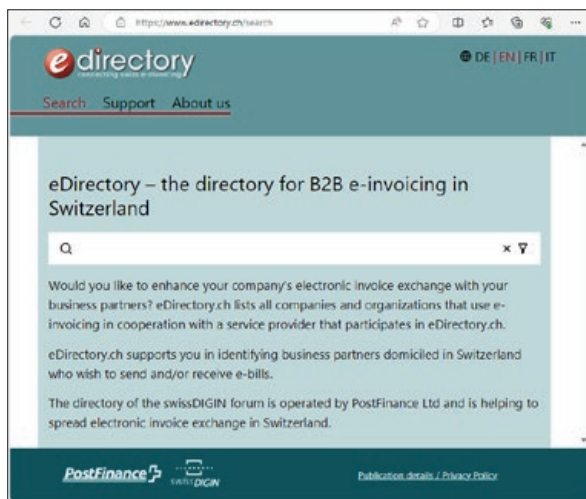 https://www.edirectory.ch/search
edirectory
connecting swiss e-invoicing
DE | EN | FR | IT
Search Support About us
eDirectory – the directory for B2B e-invoicing in
Switzerland
Would you like to enhance your company's electronic invoice exchange with your
business partners? eDirectory.ch lists all companies and organizations that use e-
invoicing in cooperation with a service provider that participates in eDirectory.ch.
eDirectory.ch supports you in identifying business partners domiciled in Switzerland
who wish to send and/or receive e-bills.
The directory of the swissDIGIN forum is operated by PostFinance Ltd and is helping to
spread electronic invoice exchange in Switzerland.
PostFinance
swissDIGIN
Publication details / Privacy Policy